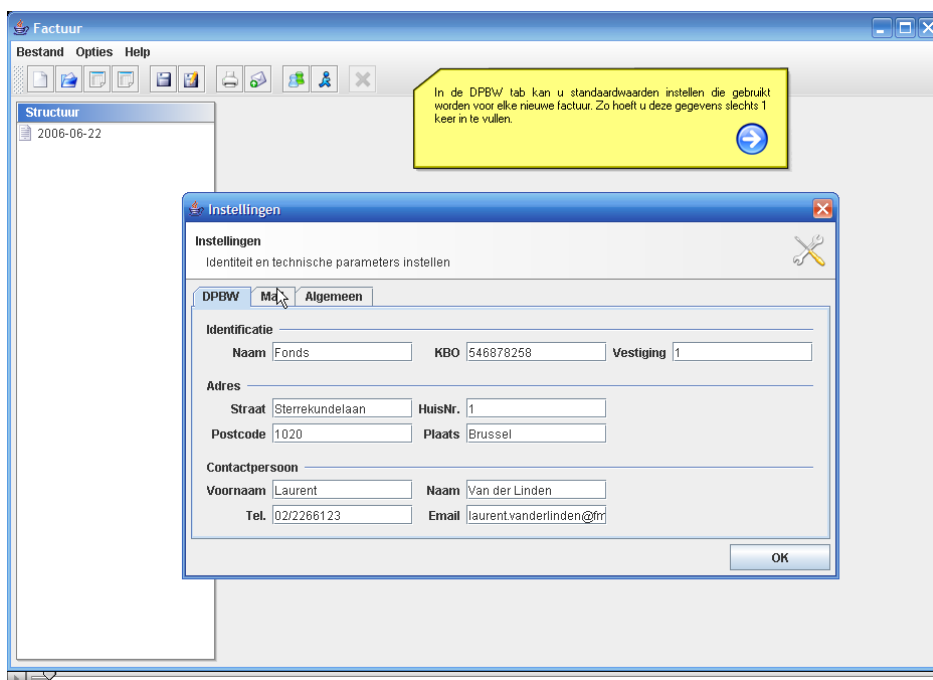 Factuur
Bestand Opties Help
In de DPBW tab kan u standaardwaarden instellen die gebruikt
worden voor elke nieuwe factuur. Zo hoeft u deze gegevens slechts 1
keer in te vullen.
Structuur
2006-06-22
Instellingen
Instellingen
Identiteit en technische parameters instellen
DPBW Algemeen
Identificatie
Naam Fonds KBO 546878258 Vestiging 1
Adres
Straat Sterrekundelaan HuisNr. 1
Postcode 1020 Plaats Brussel
Contactpersoon
Voornaam Laurent Naam Van der Linden
Tel. 02/2266123 Email laurent.vanderlinden@fm
OK